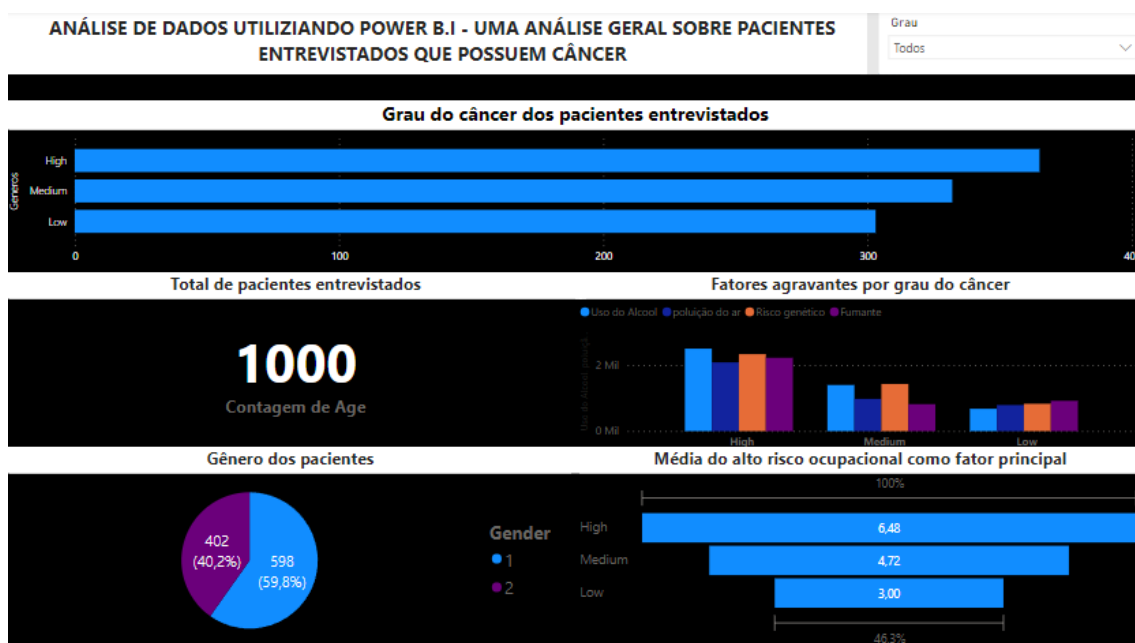 ANÁLISE DE DADOS UTILIZIANDO POWER B.I - UMA ANÁLISE GERAL SOBRE PACIENTES
ENTREVISTADOS QUE POSSUEM CÂNCER
Grau
Todos
Grau do câncer dos pacientes entrevistados
Generos
High
Medium
Low
0
100
200
300
40
Total de pacientes entrevistados
1000
Contagem de Age
Fatores agravantes por grau do câncer
Uso do Alcool
poluição do ar
Risco genético
Fumante
Uso do Alcool,
2 Mil
0 Mil
High
Medium
Low
Gênero dos pacientes
402
(40,2%)
598
(59,8%)
Gender
1
2
Média do alto risco ocupacional como fator principal
100%
High
6,48
Medium
4,72
Low
3,00
46,3%